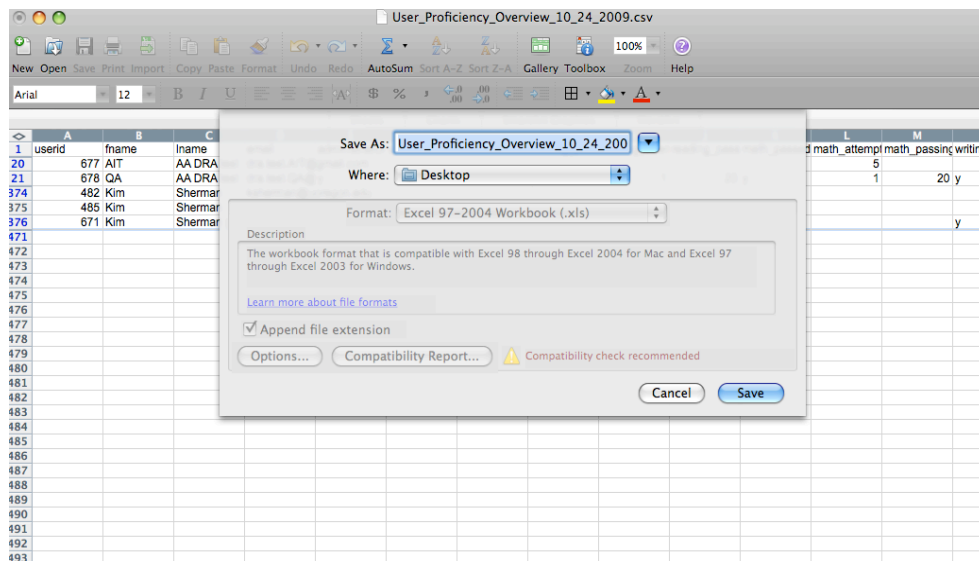 User_Proficiency_Overview_10_24_2009.csv
100%
New Open Save Print Import Copy Paste Format Undo Redo AutoSum Sort A-Z Sort Z-A Gallery Toolbox Zoom Help
Arial 12 B I U A $ % , .0 .00 .00 .0 A
A B C L M
1 userid fname lname math_attempt math_passing writin
20 677 AIT AA DRA 5
21 678 QA AA DRA 1 20 y
374 482 Kim Sherman
375 485 Kim Sherman
376 671 Kim Sherman y
471
472
473
474
475
476
477
478
479
480
481
482
483
484
485
486
487
488
489
490
491
492
493
Save As: User_Proficiency_Overview_10_24_200
Where: Desktop
Format: Excel 97-2004 Workbook (.xls)
Description
The workbook format that is compatible with Excel 98 through Excel 2004 for Mac and Excel 97
through Excel 2003 for Windows.
Learn more about file formats
Append file extension
Options... Compatibility Report... Compatibility check recommended
Cancel Save